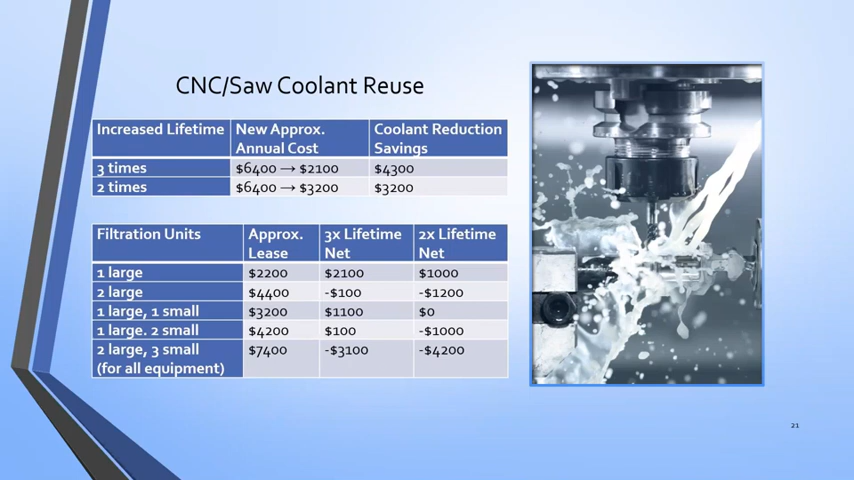 CNC/Saw Coolant Reuse
Increased Lifetime New Approx. Annual Cost Coolant Reduction Savings
3 times $6400 → $2100 $4300
2 times $6400 → $3200 $3200
Filtration Units Approx. Lease 3x Lifetime Net 2x Lifetime Net
1 large $2200 $2100 $1000
2 large $4400 -$100 -$1200
1 large, 1 small $3200 $1100 $0
1 large. 2 small $4200 $100 -$1000
2 large, 3 small (for all equipment) $7400 -$3100 -$4200
21